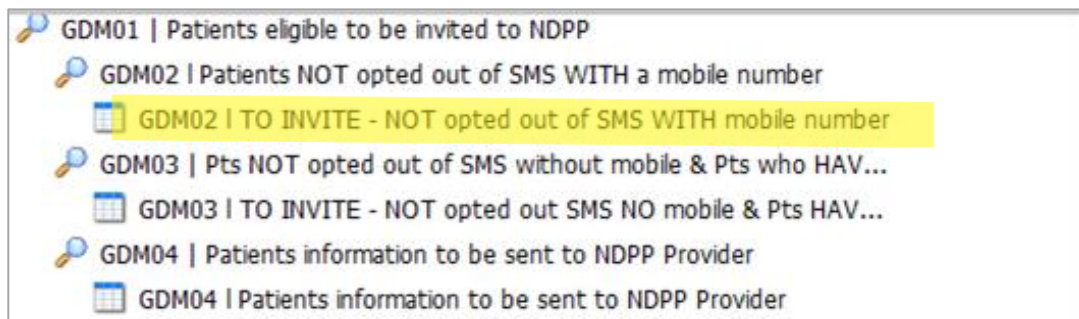 GDM01 | Patients eligible to be invited to NDPP
GDM02 l Patients NOT opted out of SMS WITH a mobile number
GDM02 l TO INVITE - NOT opted out of SMS WITH mobile number
GDM03 | Pts NOT opted out of SMS without mobile & Pts who HAV...
GDM03 l TO INVITE - NOT opted out SMS NO mobile & Pts HAV...
GDM04 | Patients information to be sent to NDPP Provider
GDM04 l Patients information to be sent to NDPP Provider